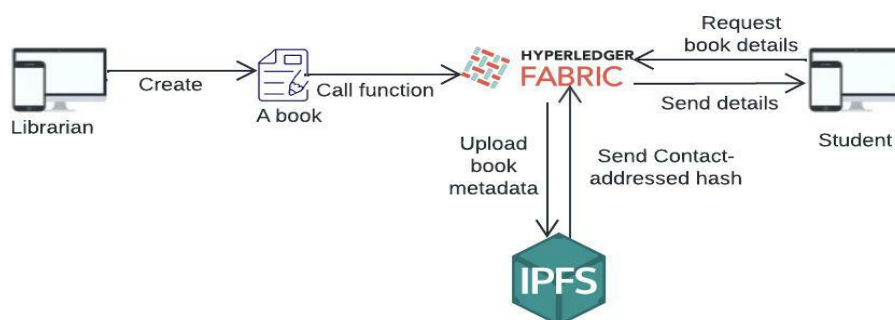 Request
book details
HYPERLEDGER
FABRIC
Create
Call function
Send details
Librarian
A book
Student
Upload
book
metadata
Send Contact-
addressed hash
IPFS